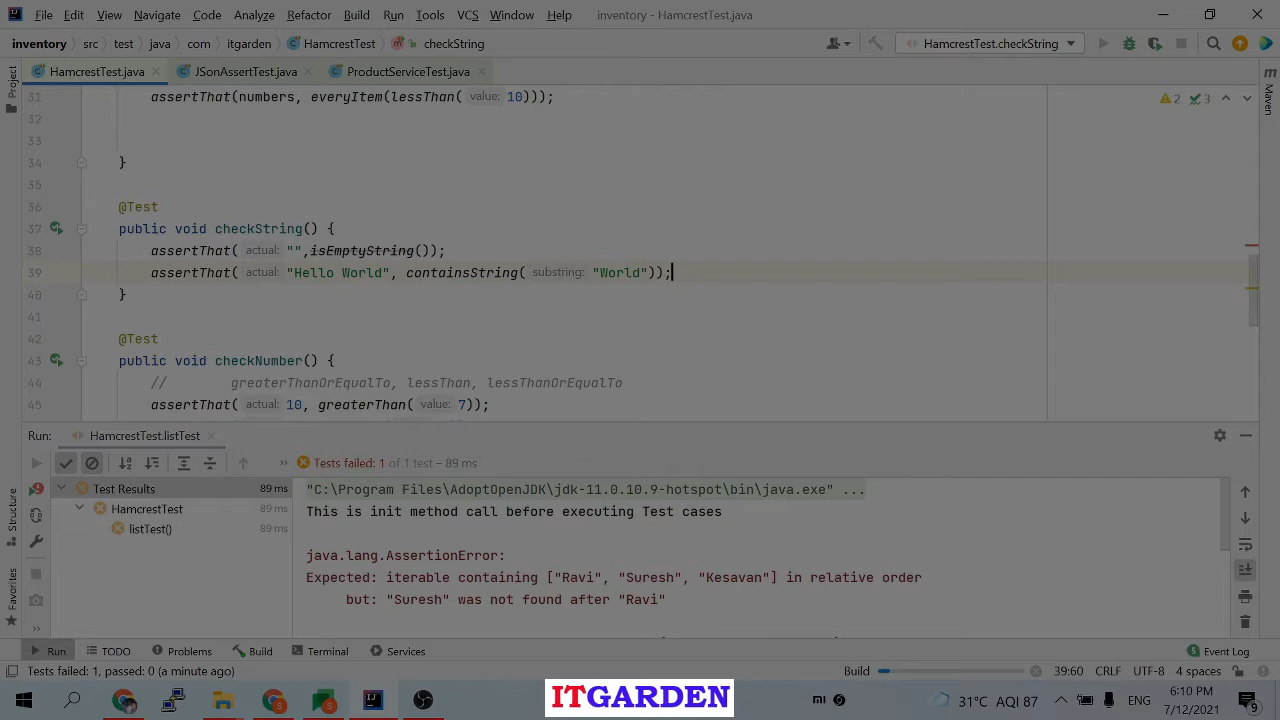 File Edit View Navigate Code Analyze Refactor Build Run Tools VCS Window Help inventory - HamcrestTest.java
inventory src test java com itgarden HamcrestTest checkString HamcrestTest.checkString
HamcrestTest.java JSonAssertTest.java ProductServiceTest.java
Project
Maven
31 assertThat(numbers, everyItem(lessThan( value: 10)));
2 3
32
33
34 }
35
36 @Test
37 public void checkString() {
38 assertThat( actual: "",isEmptyString());
39 assertThat( actual: "Hello World", containsString( substring: "World"));
40 }
41
42 @Test
43 public void checkNumber() {
44 // greaterThanOrEqualTo, lessThan, lessThanOrEqualTo
45 assertThat( actual: 10, greaterThan( value: 7));
Run: HamcrestTest.listTest
Tests failed: 1 of 1 test – 89 ms
Test Results 89 ms
HamcrestTest 89 ms
listTest() 89 ms
"C:\Program Files\AdoptOpenJDK\jdk-11.0.10.9-hotspot\bin\java.exe" ...
This is init method call before executing Test cases
java.lang.AssertionError:
Expected: iterable containing ["Ravi", "Suresh", "Kesavan"] in relative order
but: "Suresh" was not found after "Ravi"
Structure
Favorites
Run TODO Problems Build Terminal Services Event Log
Tests failed: 1, passed: 0 (a minute ago) Build 39:60 CRLF UTF-8 4 spaces
ITGARDEN
mi 31°C AQI 87 ENG 6:10 PM
7/12/2021 9